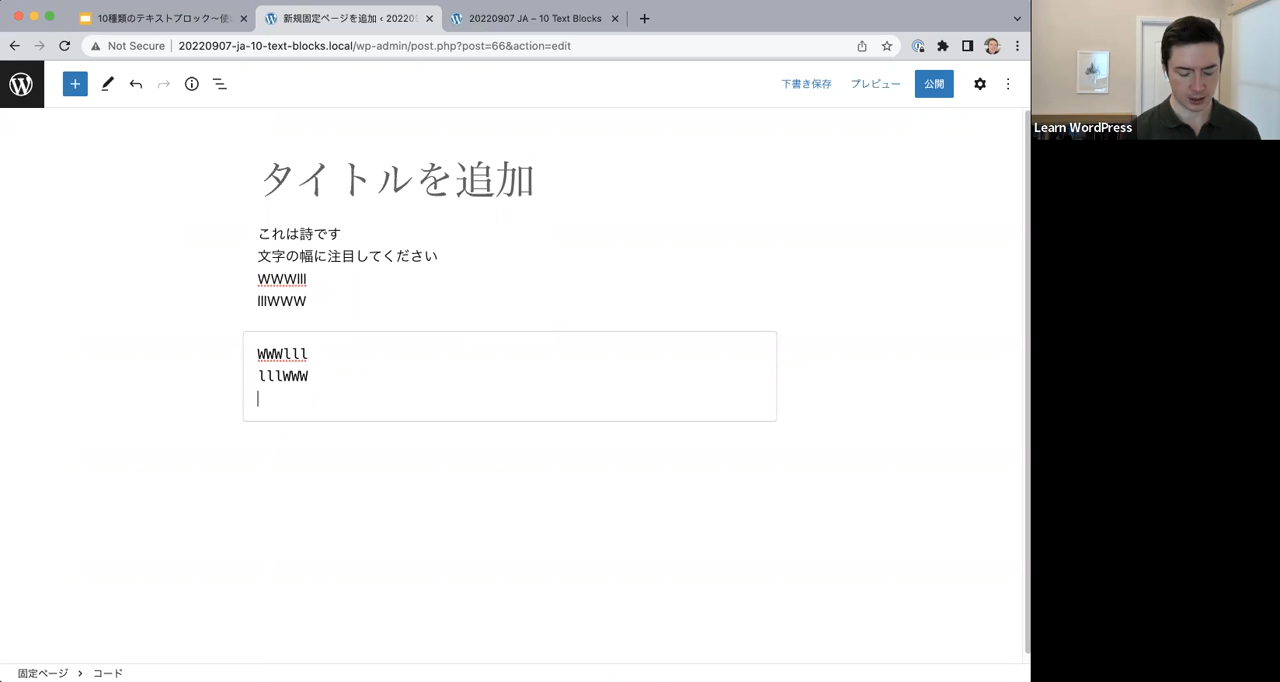 10種類のテキストブロック～使い
新規固定ページを追加 ‹ 202209
20220907 JA – 10 Text Blocks
Not Secure
20220907-ja-10-text-blocks.local/wp-admin/post.php?post=66&action=edit
下書き保存
プレビュー
公開
Learn WordPress
タイトルを追加
これは詩です
文字の幅に注目してください
WWWlll
lllWWW
WWWlll
lllWWW
固定ページ › コード